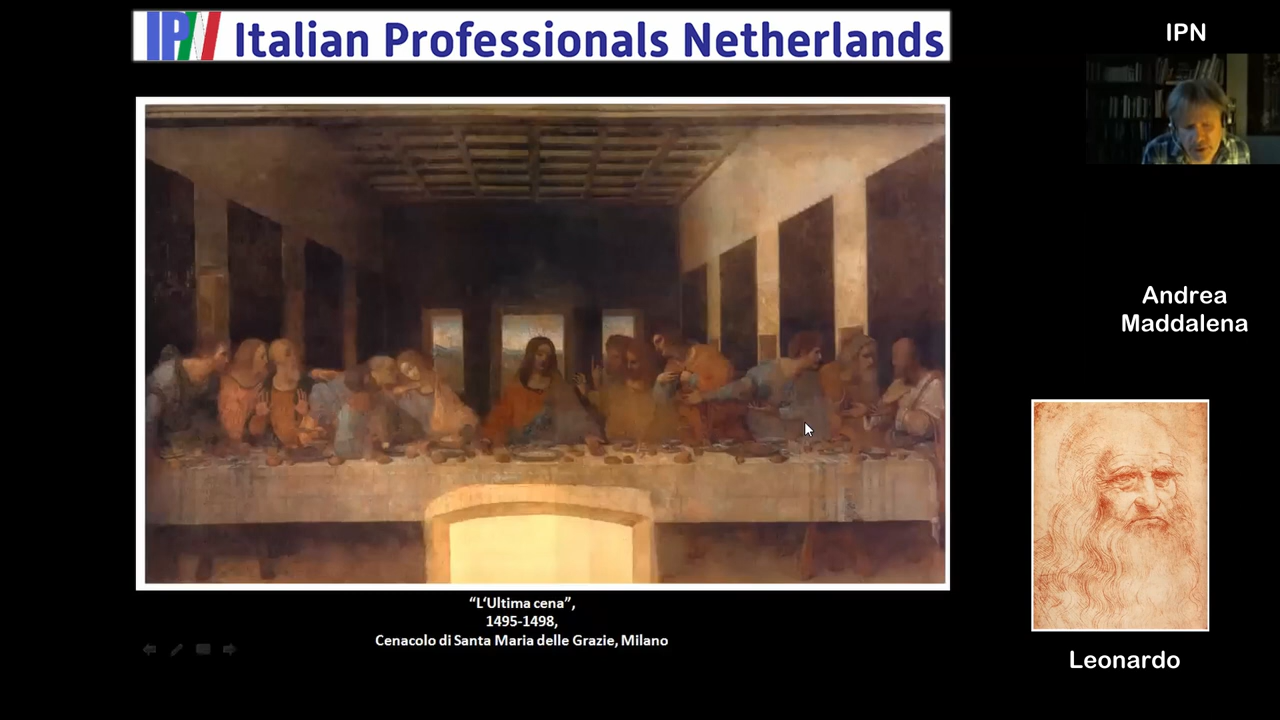 IPN Italian Professionals Netherlands
IPN
Andrea
Maddalena
“L‘Ultima cena”,
1495-1498,
Cenacolo di Santa Maria delle Grazie, Milano
Leonardo